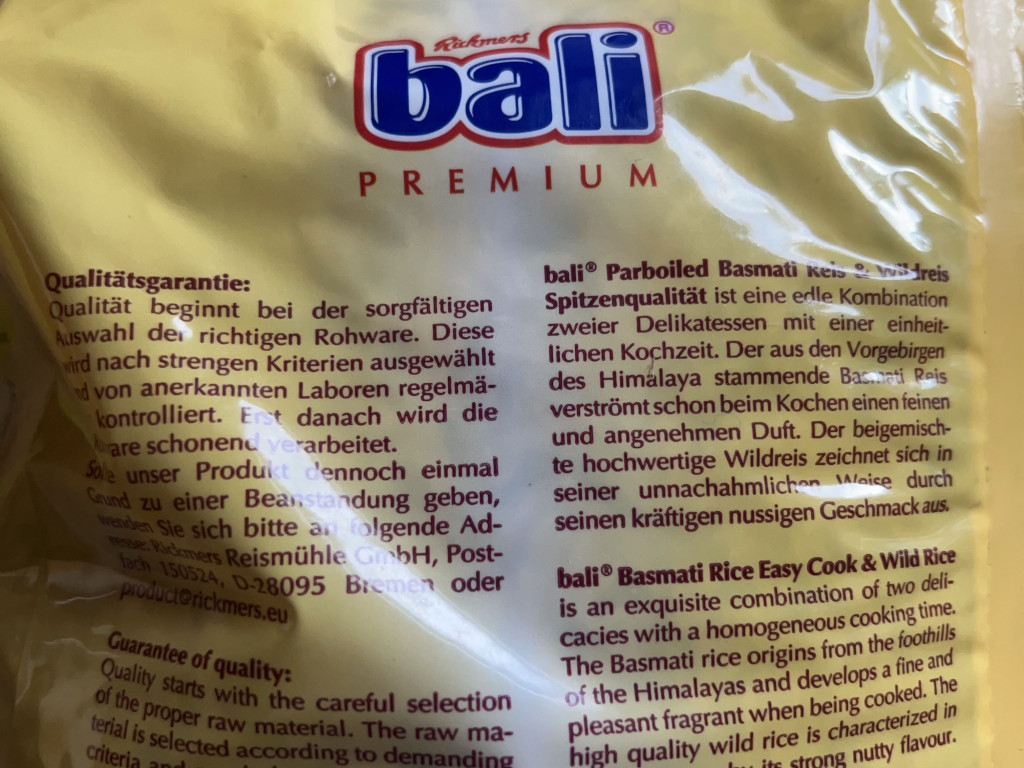 Rickmers
bali®
PREMIUM
Qualitätsgarantie:
Qualität beginnt bei der sorgfältigen
Auswahl der richtigen Rohware. Diese
wird nach strengen Kriterien ausgewählt
nd von anerkannten Laboren regelmä-
kontrolliert. Erst danach wird die
ware schonend verarbeitet.
Sollte unser Produkt dennoch einmal
Grund zu einer Beanstandung geben,
wenden Sie sich bitte an folgende Ad-
resse: Rickmers Reismühle GmbH, Post-
fach 150524, D-28095 Bremen oder
product@rickmers.eu
Guarantee of quality:
Quality starts with the careful selection
of the proper raw material. The raw ma-
terial is selected according to demanding
criteria and
bali® Parboiled Basmati Reis & Wildreis
Spitzenqualität ist eine edle Kombination
zweier Delikatessen mit einer einheit-
lichen Kochzeit. Der aus den Vorgebirgen
des Himalaya stammende Basmati Reis
verströmt schon beim Kochen einen feinen
und angenehmen Duft. Der beigemisch-
te hochwertige Wildreis zeichnet sich in
seiner unnachahmlichen Weise durch
seinen kräftigen nussigen Geschmack aus.
bali® Basmati Rice Easy Cook & Wild Rice
is an exquisite combination of two deli-
cacies with a homogeneous cooking time.
The Basmati rice origins from the foothills
of the Himalayas and develops a fine and
pleasant fragrant when being cooked. The
high quality wild rice is characterized in
by its strong nutty flavour.